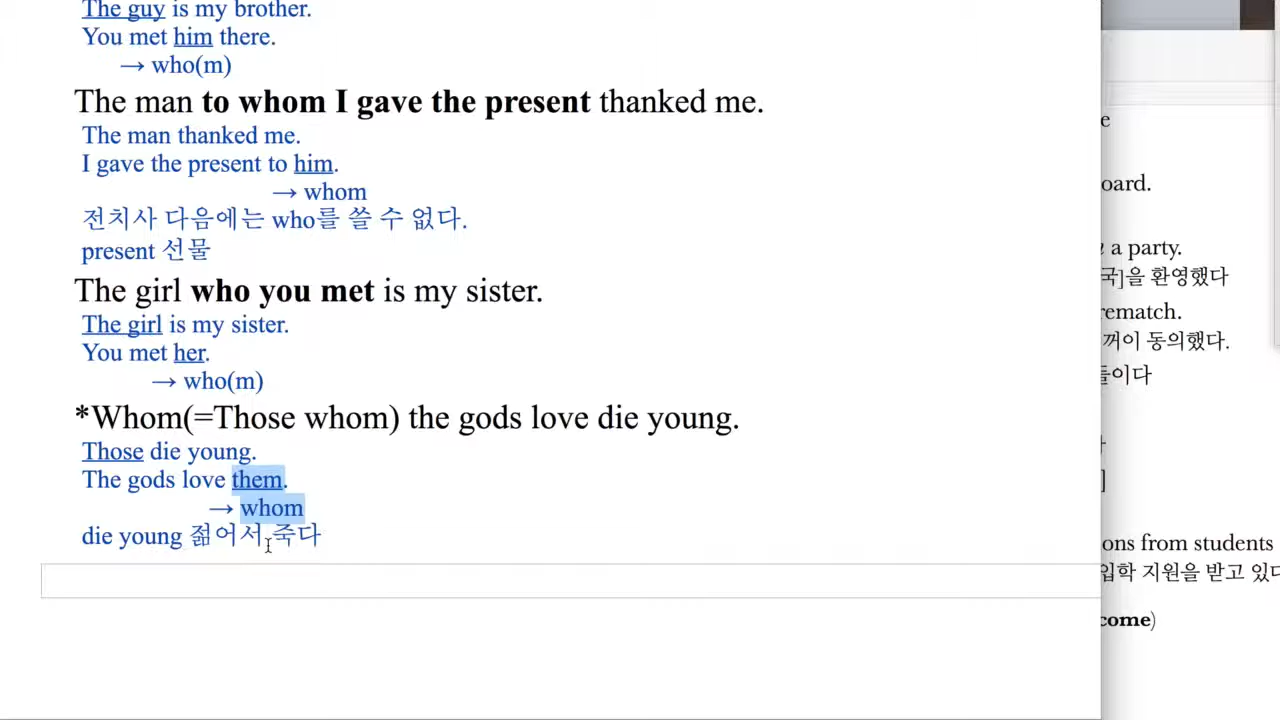 The guy is my brother.
You met him there.
→ who(m)
The man to whom I gave the present thanked me.
The man thanked me.
I gave the present to him.
→ whom
전치사 다음에는 who를 쓸 수 없다.
present 선물
The girl who you met is my sister.
The girl is my sister.
You met her.
→ who(m)
*Whom(=Those whom) the gods love die young.
Those die young.
The gods love them.
→ whom
die young 젊어서 죽다
e
oard.
a party.
국]을 환영했다
rematch.
꺼이 동의했다.
들이다
]
ons from students
입학 지원을 받고 있다
come)